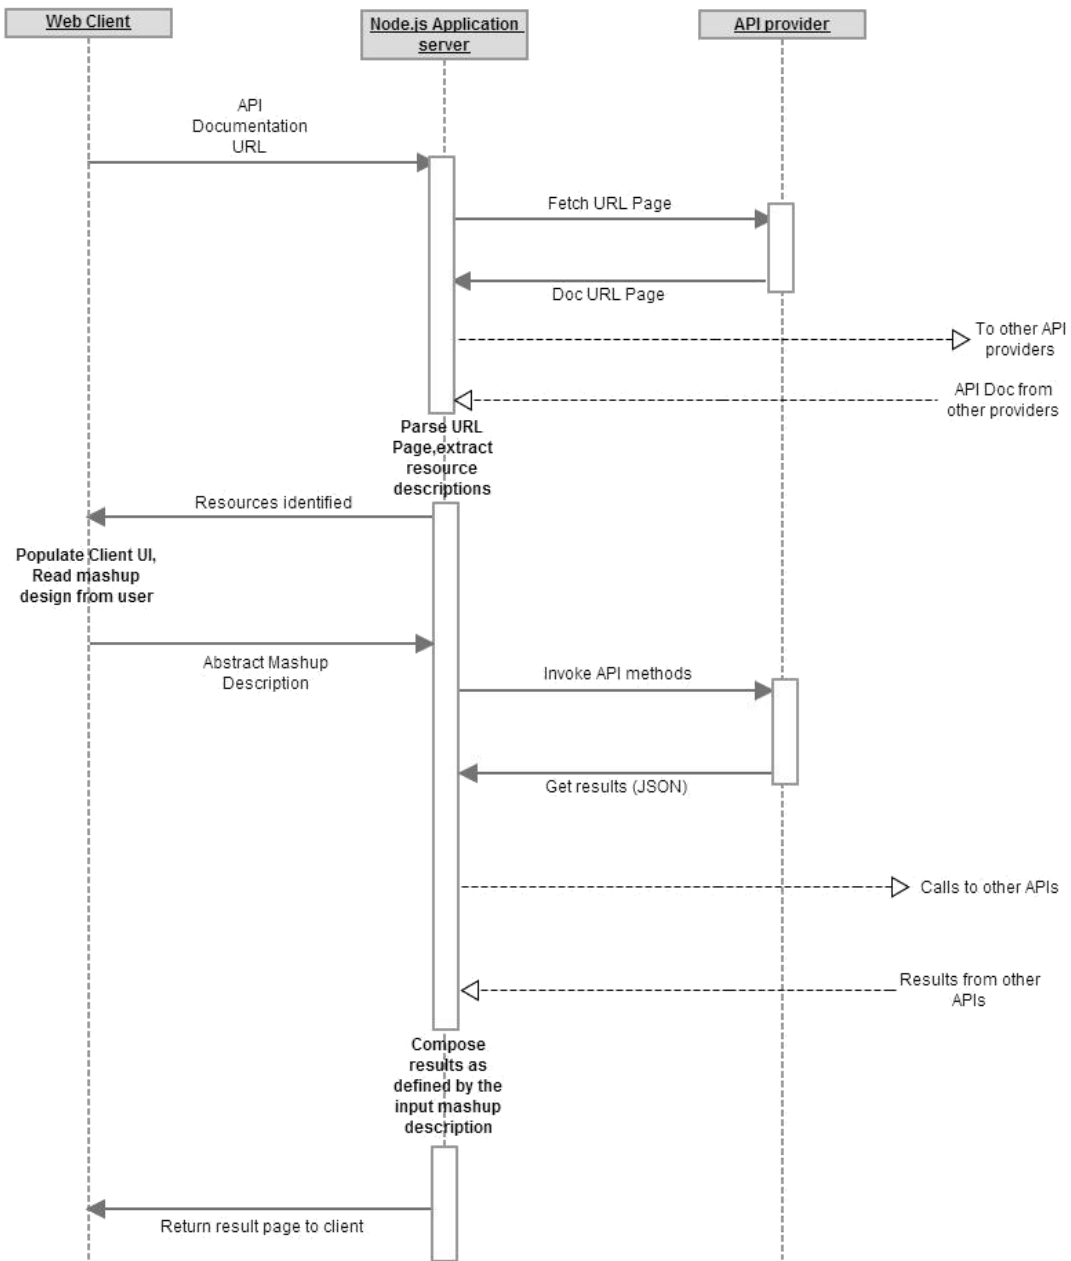 Web Client
Node.js Application
server
API provider
API
Documentation
URL
Fetch URL Page
Doc URL Page
To other API
providers
API Doc from
other providers
Parse URL
Page,extract
resource
descriptions
Resources identified
Populate Client UI,
Read mashup
design from user
Abstract Mashup
Description
Invoke API methods
Get results (JSON)
Calls to other APIs
Results from other
APIs
Compose
results as
defined by the
input mashup
description
Return result page to client